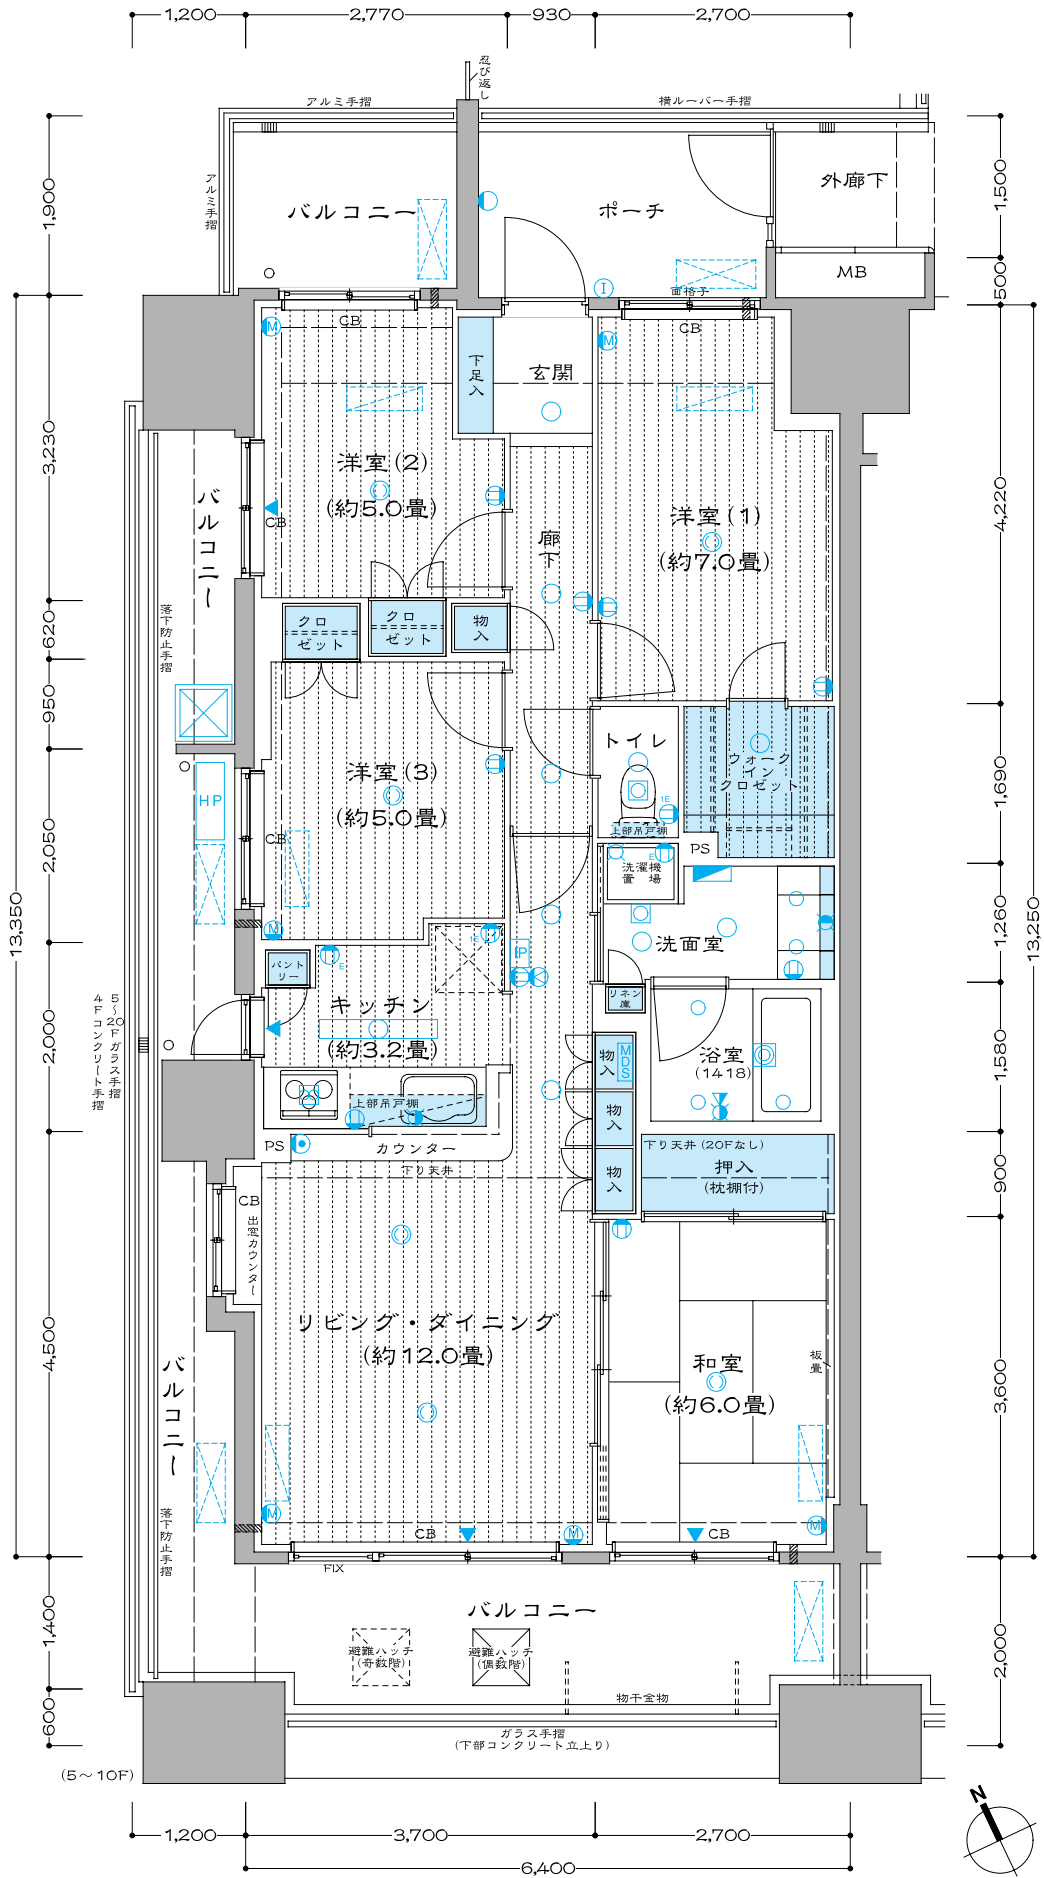 1,200
2,770
930
2,700
忍び返し
アルミ手摺
横ルーバー手摺
アルミ手摺
バルコニー
ポーチ
外廊下
MB
I
面格子
CB
CB
M
M
1,900
3,230
620
950
2,050
2,000
4,500
1,400
600
13,350
1,500
500
4,220
1,690
1,260
1,580
900
3,600
2,000
13,250
下足入
玄関
洋室(2)
(約5.0畳)
洋室(1)
(約7.0畳)
廊下
バルコニー
CB
落下防止手摺
クロ
ゼット
クロ
ゼット
物入
洋室(3)
(約5.0畳)
HP
CB
M
トイレ
1E
上部吊戸棚
ウォーク
イン
クロゼット
PS
E
洗濯機
置場
洗面室
リネン
庫
浴室
(1418)
パント
リー
E
1E
IP
キッチン
(約3.2畳)
上部吊戸棚
PS
カウンター
下り天井
物入
MDS
物入
物入
下り天井(20Fなし)
押入
(枕棚付)
5～20Fガラス手摺
4Fコンクリート手摺
CB
出窓カウンター
リビング・ダイニング
(約12.0畳)
和室
(約6.0畳)
板畳
バルコニー
落下防止手摺
M
M
M
CB
CB
FIX
バルコニー
避難ハッチ
(奇数階)
避難ハッチ
(偶数階)
物干金物
ガラス手摺
(下部コンクリート立上り)
(5～10F)
N
1,200
3,700
2,700
6,400